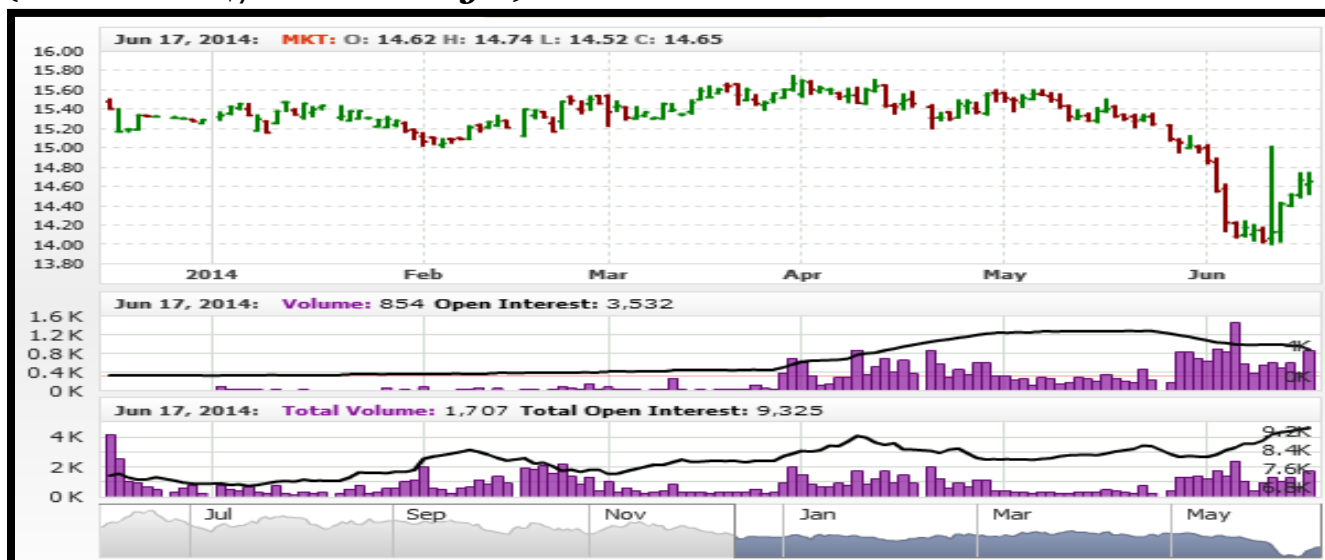 Jun 17, 2014: MKT: O: 14.62 H: 14.74 L: 14.52 C: 14.65
16.00
15.80
15.60
15.40
15.20
15.00
14.80
14.60
14.40
14.20
14.00
13.80
2014 Feb Mar Apr May Jun
Jun 17, 2014: Volume: 854 Open Interest: 3,532
1.6 K
1.2 K
0.8 K
0.4 K
0 K
4K
0K
Jun 17, 2014: Total Volume: 1,707 Total Open Interest: 9,325
4 K
2 K
0 K
9.2K
8.4K
7.6K
6.8K
Jul Sep Nov Jan Mar May